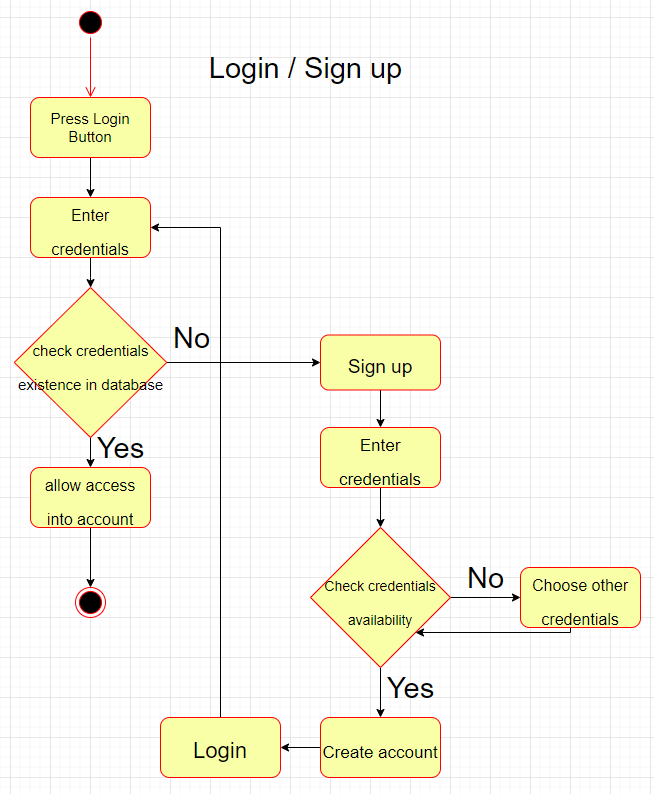 Login / Sign up
Press Login
Button
Enter
credentials
check credentials
existence in database
No
Yes
allow access
into account
Sign up
Enter
credentials
Check credentials
availability
No
Choose other
credentials
Yes
Create account
Login